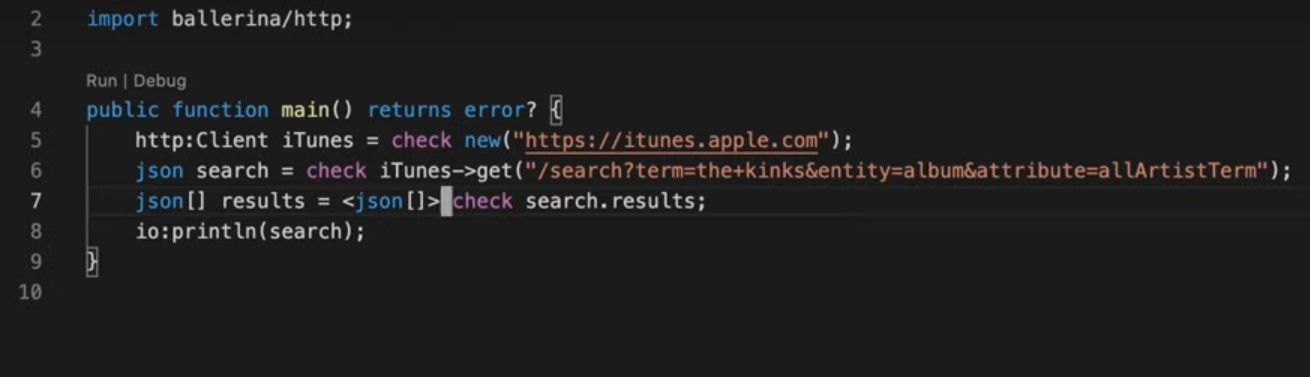 2 import ballerina/http;
3
Run | Debug
4 public function main() returns error? {
5 http:Client iTunes = check new("https://itunes.apple.com");
6 json search = check iTunes->get("/search?term=the+kinks&entity=album&attribute=allArtistTerm");
7 json[] results = <json[]> check search.results;
8 io:println(search);
9 }
10